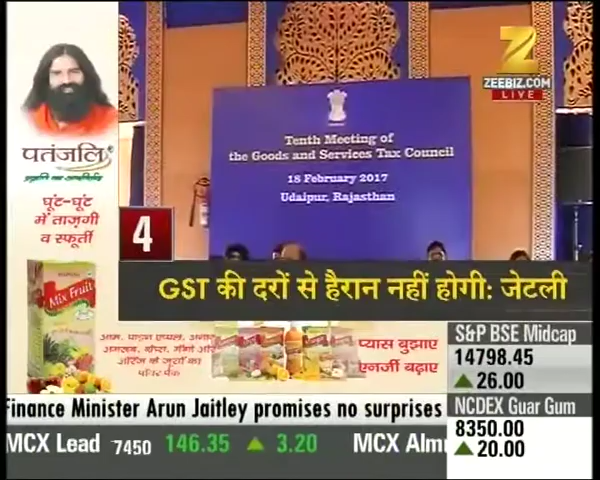 ZEEBIZ.COM
LIVE
Tenth Meeting of
the Goods and Services Tax Council
18 February 2017
Udaipur, Rajasthan
पतंजलि
घूंट-घूंट
में ताज़गी
व स्फूर्ती
Mix Fruit
4
GST की दरों से हैरान नहीं होगी: जेटली
प्यास बुझाए
एनर्जी बढ़ाए
S&P BSE Midcap
14798.45
26.00
Finance Minister Arun Jaitley promises no surprises
NCDEX Guar Gum
8350.00
20.00
MCX Lead 7450 146.35 3.20 MCX Alm